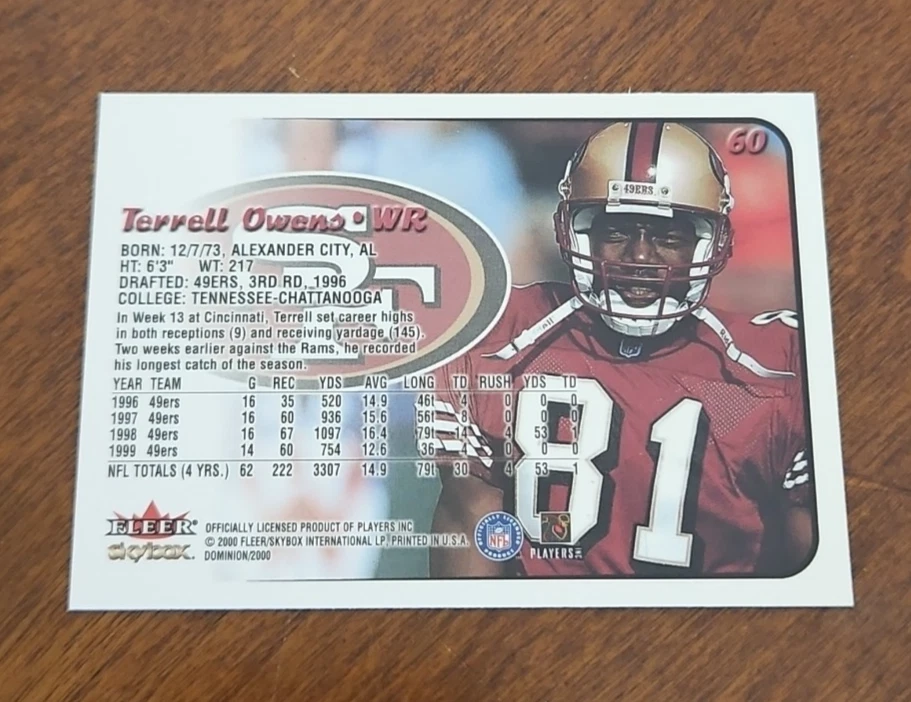 60
49ERS
Terrell Owens • WR
BORN: 12/7/73, ALEXANDER CITY, AL
HT: 6'3" WT: 217
DRAFTED: 49ERS, 3RD RD, 1996
COLLEGE: TENNESSEE-CHATTANOOGA
In Week 13 at Cincinnati, Terrell set career highs
in both receptions (9) and receiving yardage (145).
Two weeks earlier against the Rams, he recorded
his longest catch of the season.
YEAR TEAM G REC YDS AVG LONG TD RUSH YDS TD
1996 49ers 16 35 520 14.9 46t 4 0 0 0
1997 49ers 16 60 936 15.6 56t 8 0 0 0
1998 49ers 16 67 1097 16.4 79t 14 4 53 1
1999 49ers 14 60 754 12.6 36 4 0 0 0
NFL TOTALS (4 YRS.) 62 222 3307 14.9 79t 30 4 53 1
81
FLEER®
skybox.
OFFICIALLY LICENSED PRODUCT OF PLAYERS INC
© 2000 FLEER/SKYBOX INTERNATIONAL LP, PRINTED IN U.S.A.
DOMINION/2000
NFL
PLAYERS INC